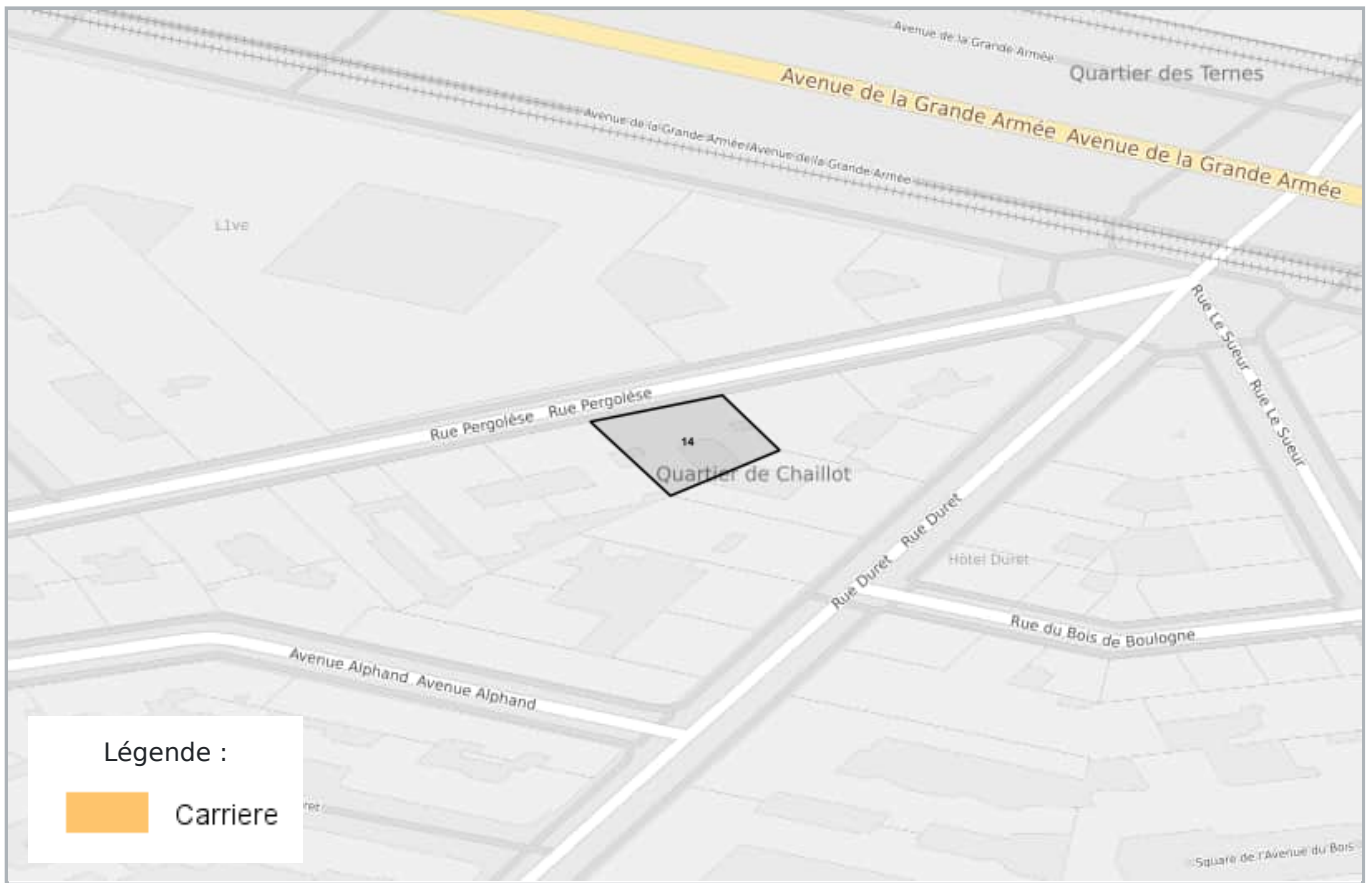 Avenue de la Grande Armée
Quartier des Ternes
Avenue de la Grande Armée Avenue de la Grande Armée
Avenue de la Grande Armée/Avenue de la Grande Armée
L1ve
Rue Le Sueur Rue Le Sueur
Rue Pergolèse Rue Pergolèse
14
Quartier de Chaillot
Rue Duret Rue Duret
Hôtel Duret
Rue du Bois de Boulogne
Avenue Alphand Avenue Alphand
Légende :
Carriere
Square de l'Avenue du Bois